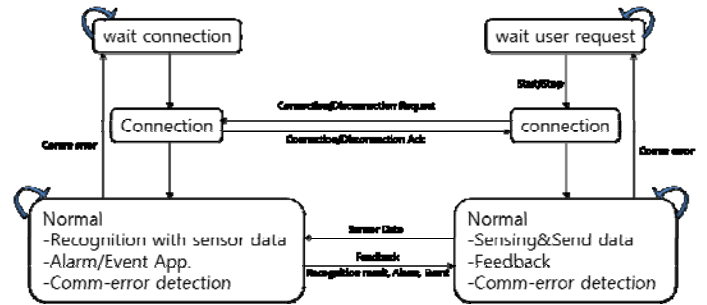 wait connection
wait user request
Start/Stop
Connection/Disconnection Request
Connection
connection
Connection/Disconnection Ack
Comm error
Comm error
Normal
-Recognition with sensor data
-Alarm/Event App.
-Comm-error detection
Sensor Data
Feedback
Recognition result, Alarm, Event
Normal
-Sensing&Send data
-Feedback
-Comm-error detection